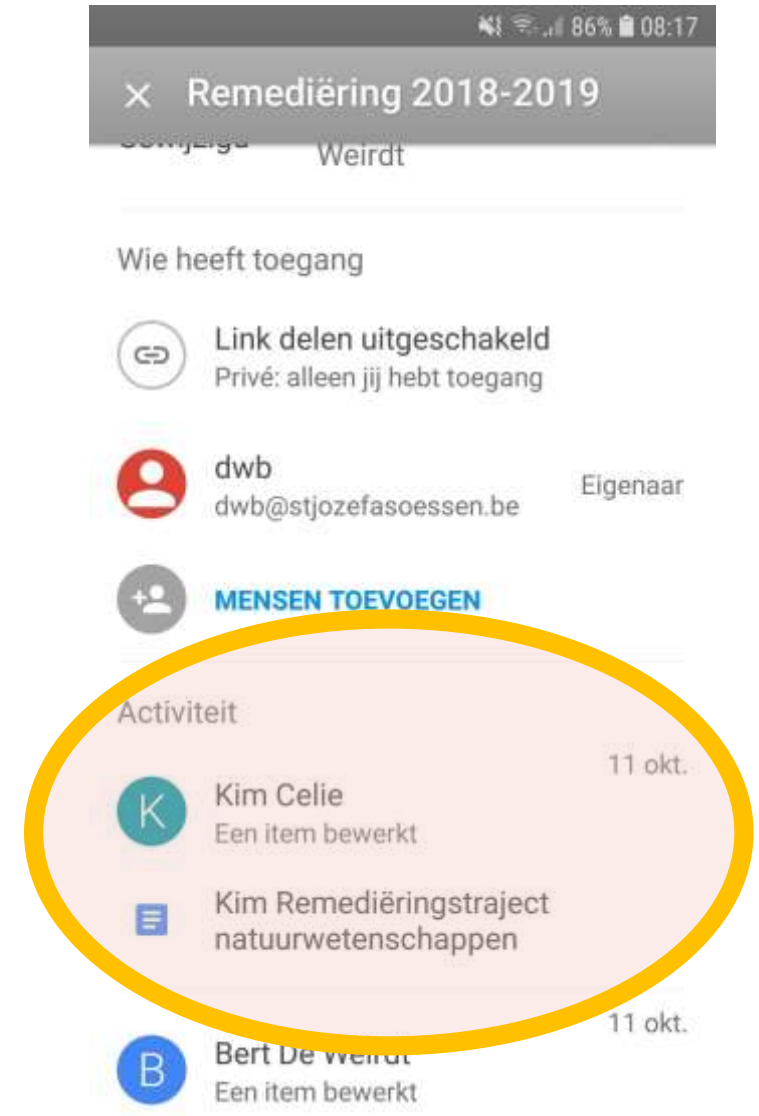 86% 08:17
× Remediëring 2018-2019
Weirdt
Wie heeft toegang
Link delen uitgeschakeld
Privé: alleen jij hebt toegang
dwb
dwb@stjozefasoessen.be
Eigenaar
MENSEN TOEVOEGEN
Activiteit
11 okt.
K
Kim Celie
Een item bewerkt
Kim Remediëringstraject
natuurwetenschappen
11 okt.
B
Bert De Weirdt
Een item bewerkt